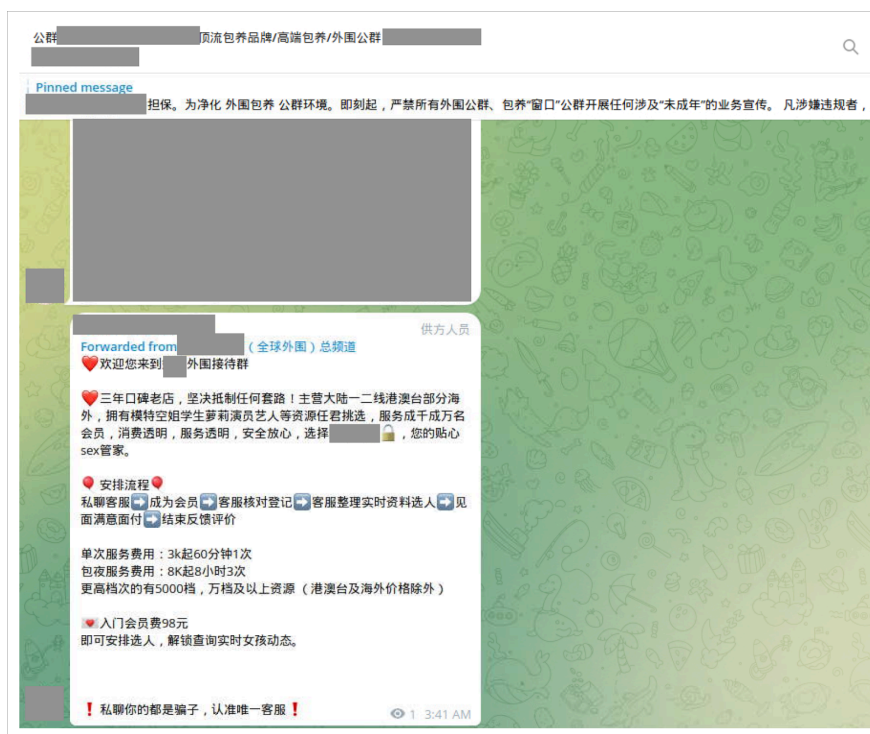 公群 顶流包养品牌/高端包养/外围公群
Pinned message
担保。为净化 外围包养 公群环境。即刻起，严禁所有外围公群、包养“窗口”公群开展任何涉及“未成年”的业务宣传。 凡涉嫌违规者，
供方人员
Forwarded from （全球外围）总频道
❤️欢迎您来到 外围接待群
❤️三年口碑老店，坚决抵制任何套路！主营大陆一二线港澳台部分海
外，拥有模特空姐学生萝莉演员艺人等资源任君挑选，服务成千成万名
会员，消费透明，服务透明，安全放心，选择 🔒，您的贴心
sex管家。
🎈 安排流程🎈
私聊客服➡️成为会员➡️客服核对登记➡️客服整理实时资料选人➡️见
面满意面付➡️结束反馈评价
单次服务费用：3k起60分钟1次
包夜服务费用：8K起8小时3次
更高档次的有5000档，万档及以上资源（港澳台及海外价格除外）
💌入门会员费98元
即可安排选人，解锁查询实时女孩动态。
❗私聊你的都是骗子，认准唯一客服❗
1 3:41 AM